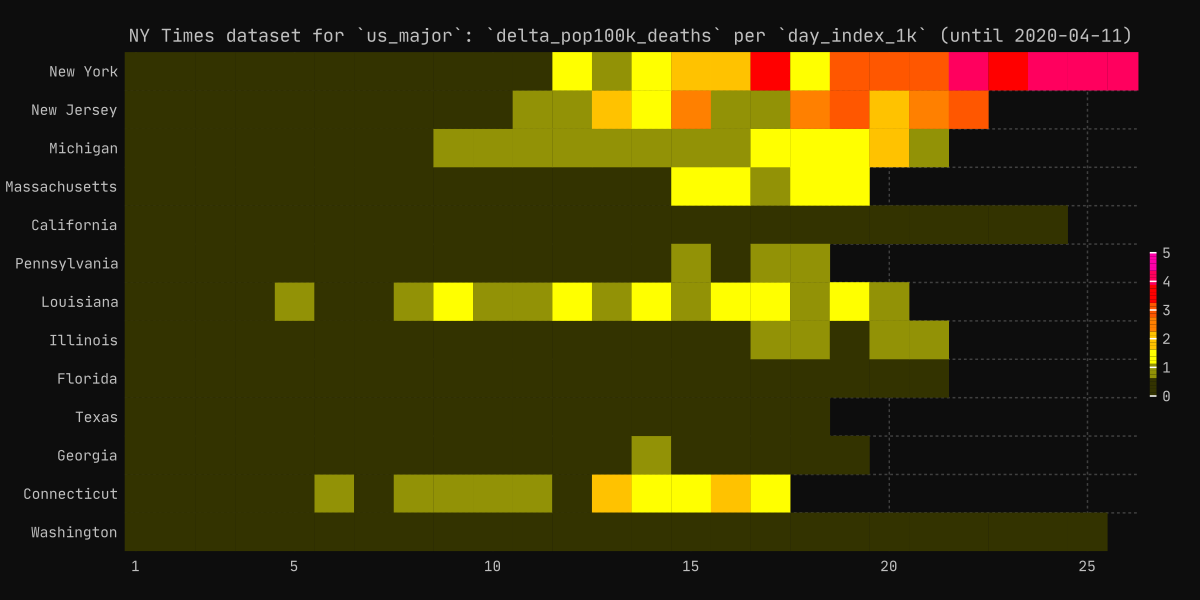 NY Times dataset for `us_major`: `delta_pop100k_deaths` per `day_index_1k` (until 2020-04-11)
New York
New Jersey
Michigan
Massachusetts
California
Pennsylvania
Louisiana
Illinois
Florida
Texas
Georgia
Connecticut
Washington
1 5 10 15 20 25
5
4
3
2
1
0